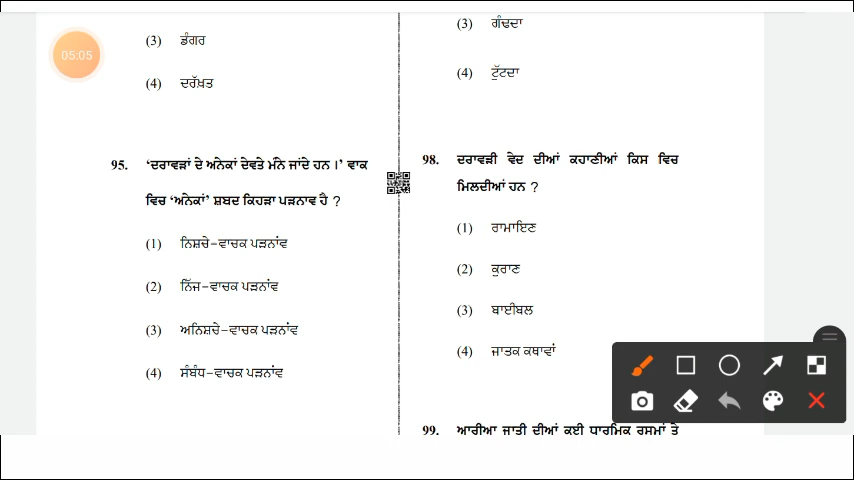 05:05
(3) ਡੰਗਰ
(4) ਦਰੱਖ਼ਤ
95. ‘ਦਰਾਵੜਾਂ ਦੇ ਅਨੇਕਾਂ ਦੇਵਤੇ ਮੰਨੇ ਜਾਂਦੇ ਹਨ ।’ ਵਾਕ
ਵਿਚ ‘ਅਨੇਕਾਂ’ ਸ਼ਬਦ ਕਿਹੜਾ ਪੜਨਾਵ ਹੈ ?
(1) ਨਿਸ਼ਚੇ–ਵਾਚਕ ਪੜਨਾਂਵ
(2) ਨਿੱਜ–ਵਾਚਕ ਪੜਨਾਂਵ
(3) ਅਨਿਸ਼ਚੇ–ਵਾਚਕ ਪੜਨਾਂਵ
(4) ਸੰਬੰਧ–ਵਾਚਕ ਪੜਨਾਂਵ
(3) ਗੰਢਦਾ
(4) ਟੁੱਟਦਾ
98. ਦਰਾਵੜੀ ਵੇਦ ਦੀਆਂ ਕਹਾਣੀਆਂ ਕਿਸ ਵਿਚ
ਮਿਲਦੀਆਂ ਹਨ ?
(1) ਰਾਮਾਇਣ
(2) ਕੁਰਾਣ
(3) ਬਾਈਬਲ
(4) ਜਾਤਕ ਕਥਾਵਾਂ
99. ਆਰੀਆ ਜਾਤੀ ਦੀਆਂ ਕਈ ਧਾਰਮਿਕ ਰਸਮਾਂ ਤੇ